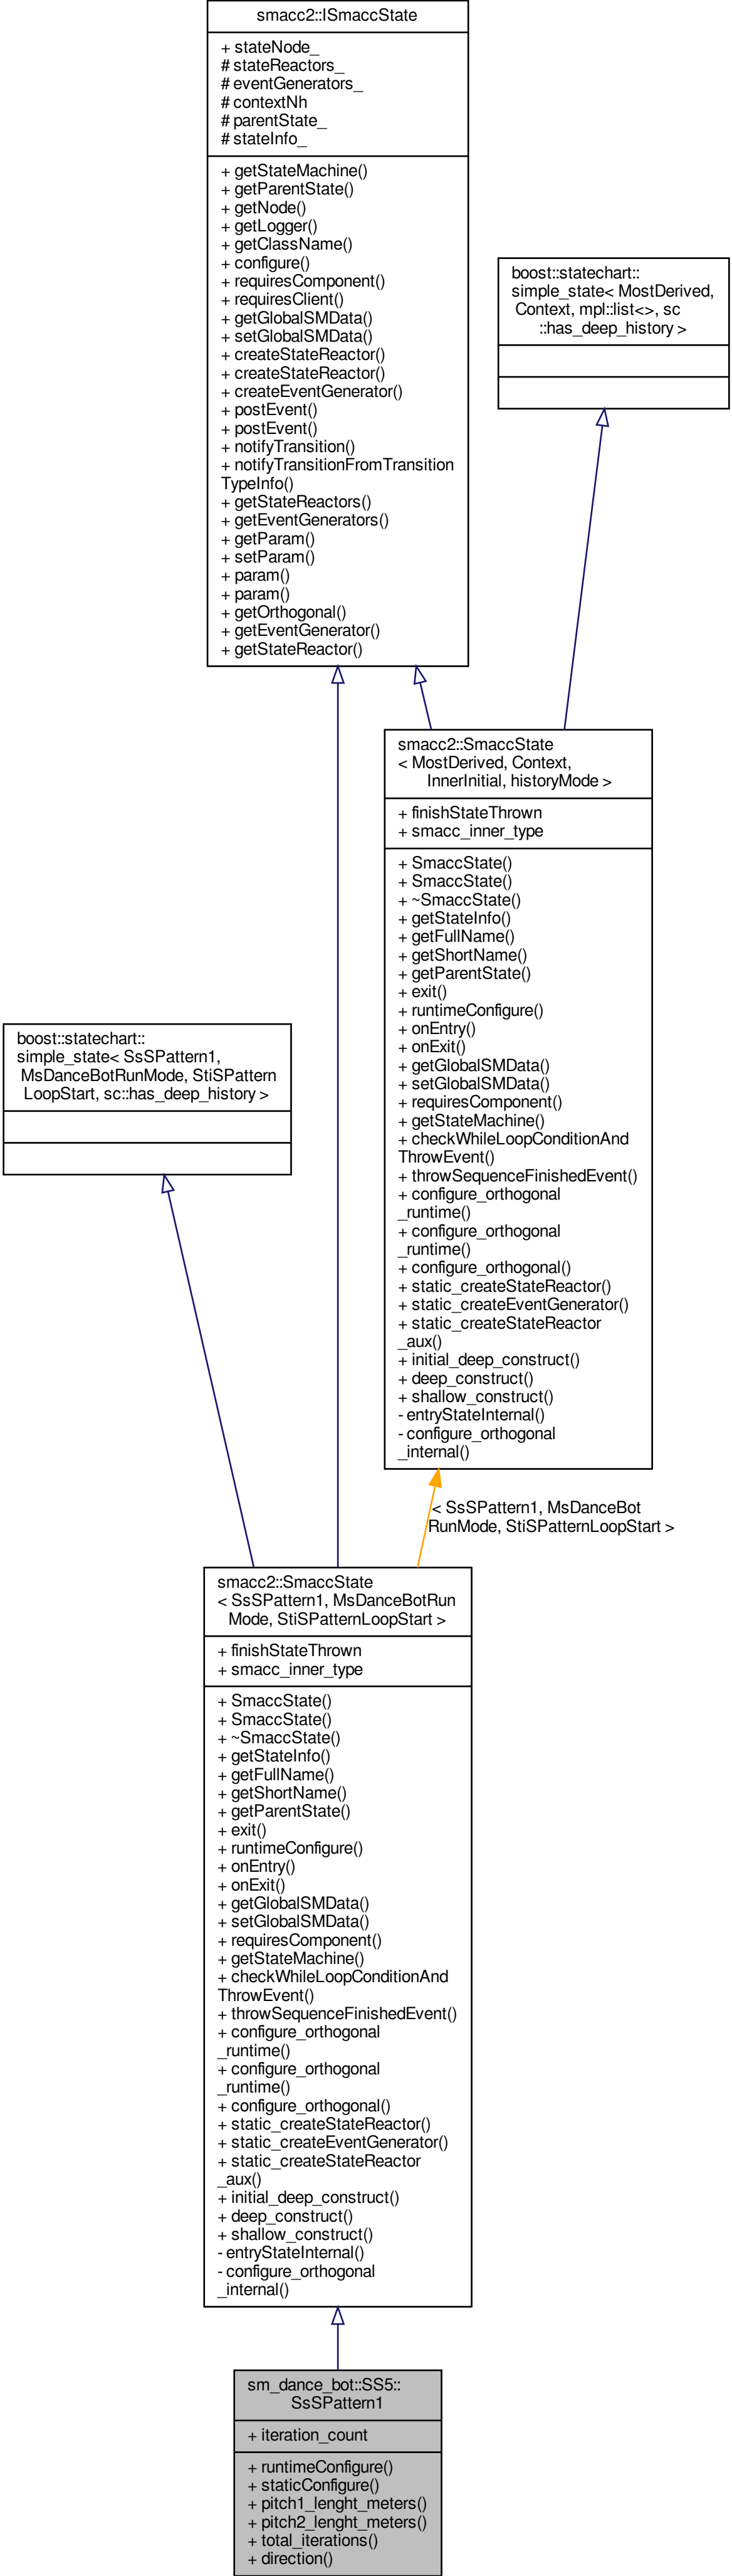 smacc2::ISmaccState
+ stateNode_
# stateReactors_
# eventGenerators_
# contextNh
# parentState_
# stateInfo_
+ getStateMachine()
+ getParentState()
+ getNode()
+ getLogger()
+ getClassName()
+ configure()
+ requiresComponent()
+ requiresClient()
+ getGlobalSMData()
+ setGlobalSMData()
+ createStateReactor()
+ createStateReactor()
+ createEventGenerator()
+ postEvent()
+ postEvent()
+ notifyTransition()
+ notifyTransitionFromTransition
TypeInfo()
+ getStateReactors()
+ getEventGenerators()
+ getParam()
+ setParam()
+ param()
+ param()
+ getOrthogonal()
+ getEventGenerator()
+ getStateReactor()
boost::statechart::
simple_state< MostDerived,
Context, mpl::list<>, sc
::has_deep_history >
smacc2::SmaccState
< MostDerived, Context,
InnerInitial, historyMode >
+ finishStateThrown
+ smacc_inner_type
+ SmaccState()
+ SmaccState()
+ ~SmaccState()
+ getStateInfo()
+ getFullName()
+ getShortName()
+ getParentState()
+ exit()
+ runtimeConfigure()
+ onEntry()
+ onExit()
+ getGlobalSMData()
+ setGlobalSMData()
+ requiresComponent()
+ getStateMachine()
+ checkWhileLoopConditionAnd
ThrowEvent()
+ throwSequenceFinishedEvent()
+ configure_orthogonal
_runtime()
+ configure_orthogonal
_runtime()
+ configure_orthogonal()
+ static_createStateReactor()
+ static_createEventGenerator()
+ static_createStateReactor
_aux()
+ initial_deep_construct()
+ deep_construct()
+ shallow_construct()
- entryStateInternal()
- configure_orthogonal
_internal()
boost::statechart::
simple_state< SsSPattern1,
MsDanceBotRunMode, StiSPattern
LoopStart, sc::has_deep_history >
< SsSPattern1, MsDanceBot
RunMode, StiSPatternLoopStart >
smacc2::SmaccState
< SsSPattern1, MsDanceBotRun
Mode, StiSPatternLoopStart >
+ finishStateThrown
+ smacc_inner_type
+ SmaccState()
+ SmaccState()
+ ~SmaccState()
+ getStateInfo()
+ getFullName()
+ getShortName()
+ getParentState()
+ exit()
+ runtimeConfigure()
+ onEntry()
+ onExit()
+ getGlobalSMData()
+ setGlobalSMData()
+ requiresComponent()
+ getStateMachine()
+ checkWhileLoopConditionAnd
ThrowEvent()
+ throwSequenceFinishedEvent()
+ configure_orthogonal
_runtime()
+ configure_orthogonal
_runtime()
+ configure_orthogonal()
+ static_createStateReactor()
+ static_createEventGenerator()
+ static_createStateReactor
_aux()
+ initial_deep_construct()
+ deep_construct()
+ shallow_construct()
- entryStateInternal()
- configure_orthogonal
_internal()
sm_dance_bot::SS5::
SsSPattern1
+ iteration_count
+ runtimeConfigure()
+ staticConfigure()
+ pitch1_lenght_meters()
+ pitch2_lenght_meters()
+ total_iterations()
+ direction()